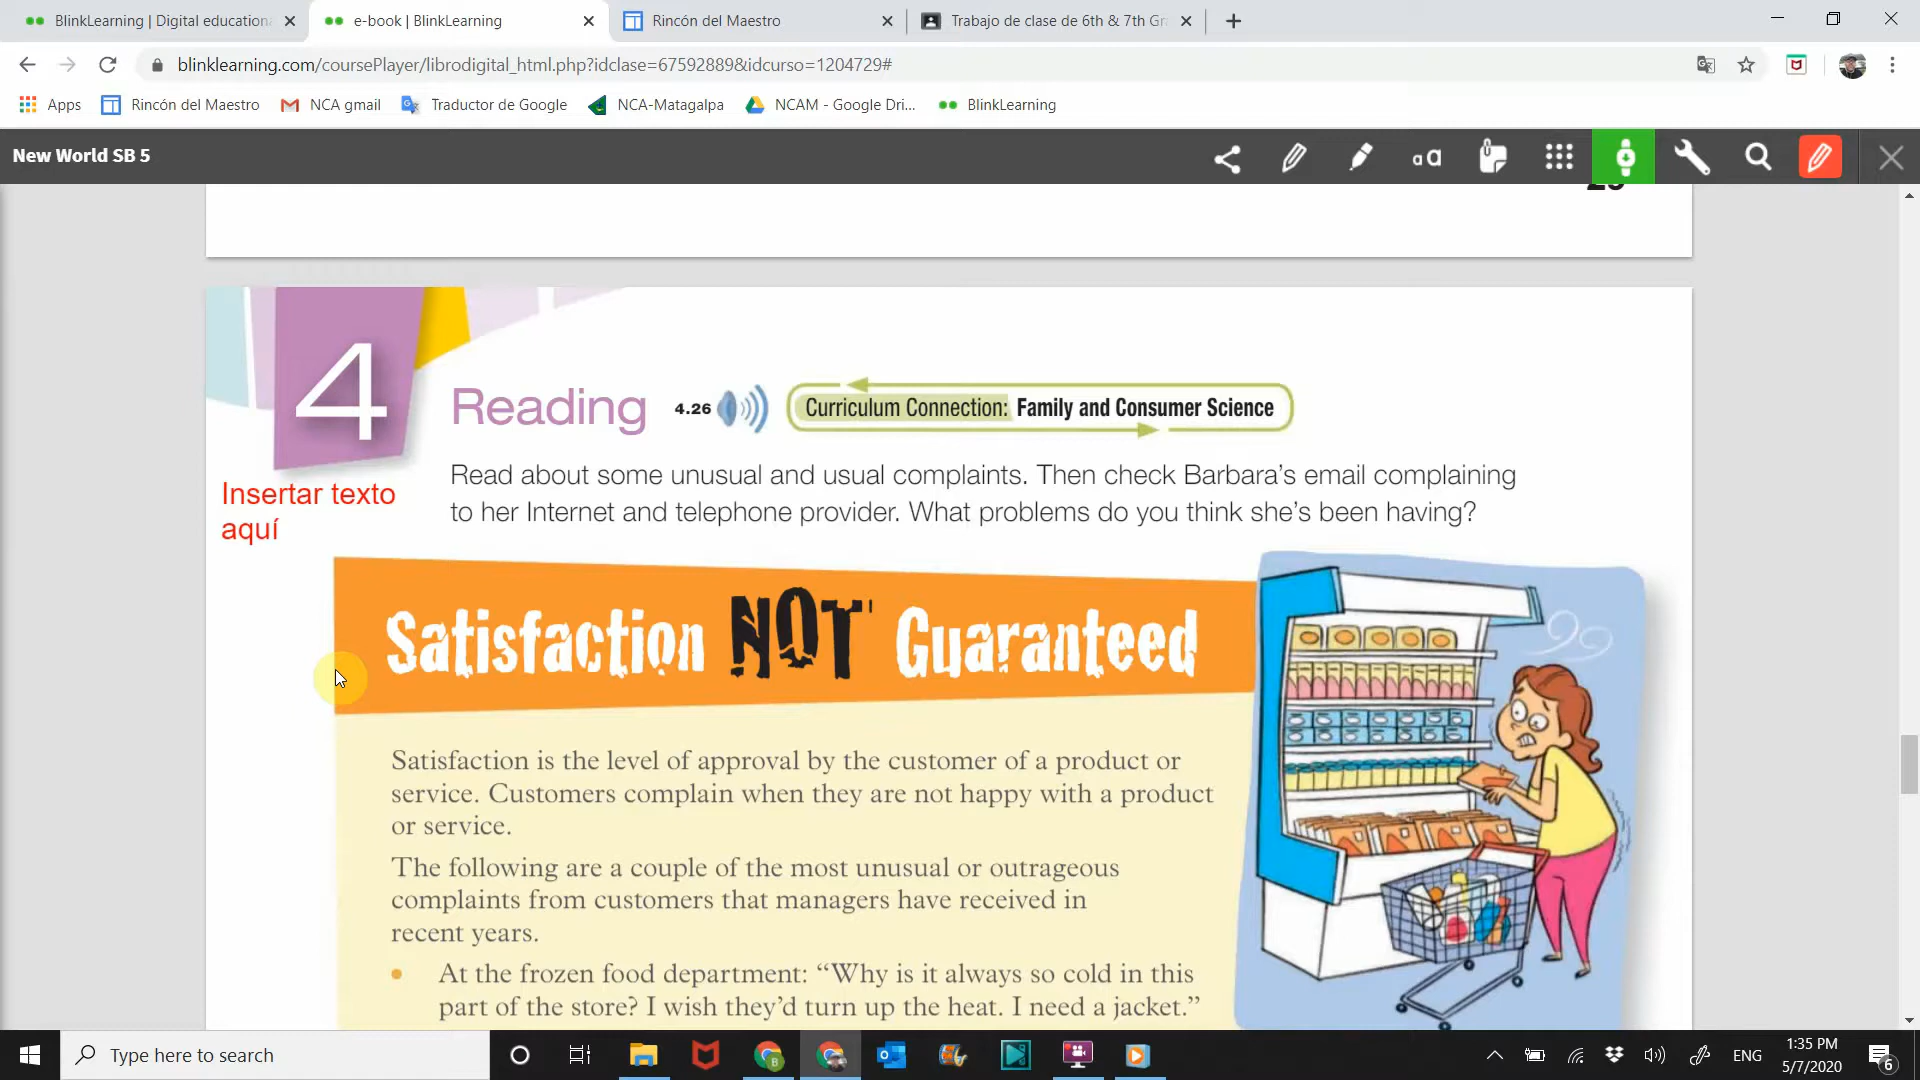 BlinkLearning | Digital education
e-book | BlinkLearning
Rincón del Maestro
Trabajo de clase de 6th & 7th Gr
blinklearning.com/coursePlayer/librodigital_html.php?idclase=67592889&idcurso=1204729#
Apps
Rincón del Maestro
NCA gmail
Traductor de Google
NCA-Matagalpa
NCAM - Google Dri...
BlinkLearning
New World SB 5
aa
4
Reading
4.26
Curriculum Connection: Family and Consumer Science
Read about some unusual and usual complaints. Then check Barbara's email complaining
to her Internet and telephone provider. What problems do you think she's been having?
Insertar texto
aquí
Satisfaction NOT Guaranteed
Satisfaction is the level of approval by the customer of a product or
service. Customers complain when they are not happy with a product
or service.
The following are a couple of the most unusual or outrageous
complaints from customers that managers have received in
recent years.
• At the frozen food department: “Why is it always so cold in this
part of the store? I wish they'd turn up the heat. I need a jacket.”
Type here to search
ENG
1:35 PM
5/7/2020
6